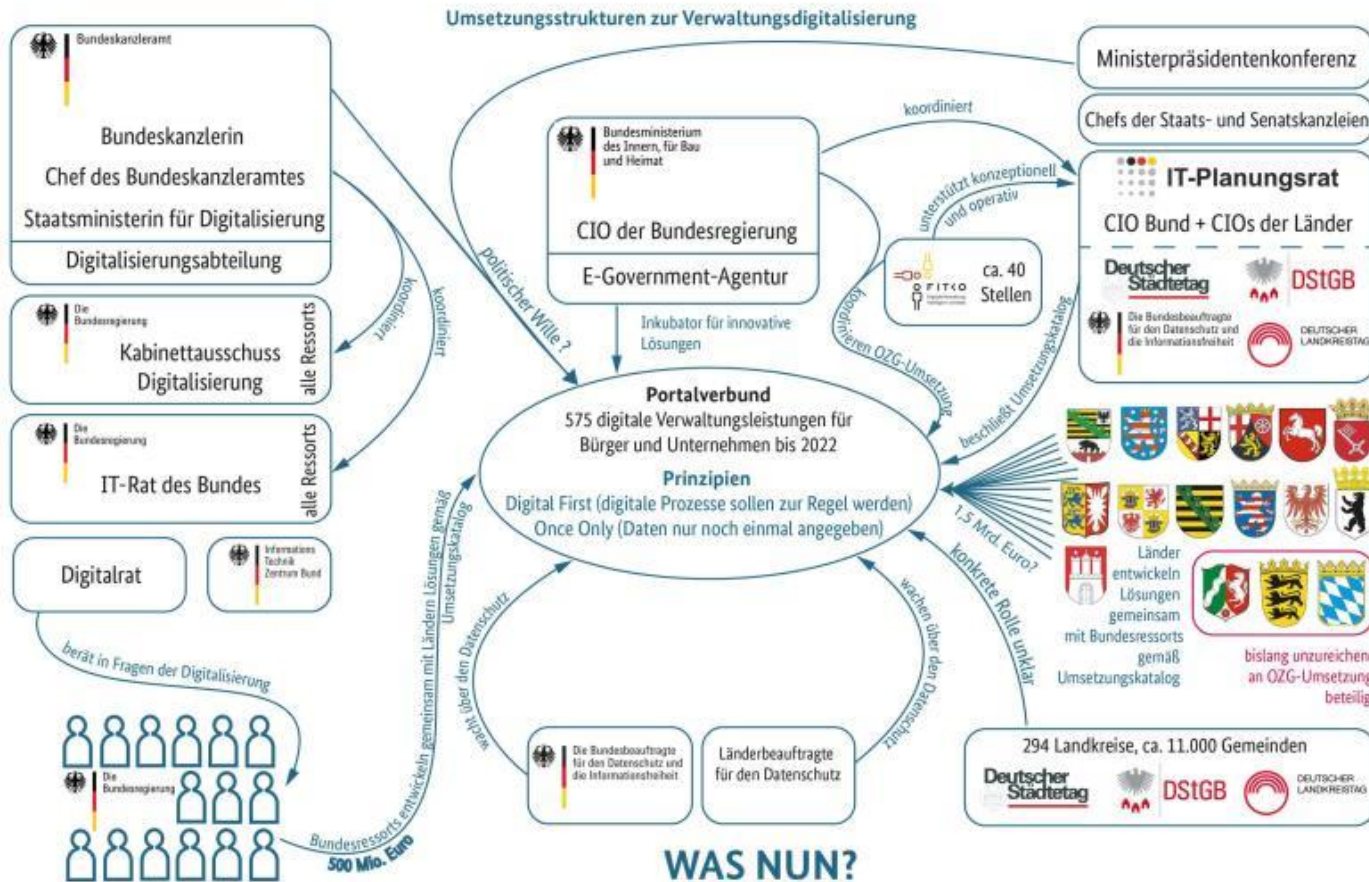 Umsetzungsstrukturen zur Verwaltungsdigitalisierung
Bundeskanzleramt
Bundeskanzlerin
Chef des Bundeskanzleramtes
Staatsministerin für Digitalisierung
Digitalisierungsabteilung
Die
Bundesregierung
Kabinettausschuss
Digitalisierung
alle Ressorts
Die
Bundesregierung
IT-Rat des Bundes
alle Ressorts
koordiniert
koordiniert
Digitalrat
Informations
Technik
Zentrum Bund
berät in Fragen der Digitalisierung
Die
Bundesregierung
Bundesressorts entwickeln gemeinsam mit Ländern Lösungen gemäß
Umsetzungskatalog
500 Mio. Euro
politischer Wille ?
Bundesministerium
des Innern, für Bau
und Heimat
CIO der Bundesregierung
E-Government-Agentur
Inkubator für innovative
Lösungen
koordiniert
koordinieren OZG-Umsetzung
unterstützt konzeptionell
und operativ
FITKO
ca. 40
Stellen
Ministerpräsidentenkonferenz
Chefs der Staats- und Senatskanzleien
IT-Planungsrat
CIO Bund + CIOs der Länder
Deutscher
Städtetag
DStGB
Die Bundesbeauftragte
für den Datenschutz und
die Informationsfreiheit
DEUTSCHER
LANDKREISTAG
beschließt Umsetzungskatalog
Portalverbund
575 digitale Verwaltungsleistungen für
Bürger und Unternehmen bis 2022
Prinzipien
Digital First (digitale Prozesse sollen zur Regel werden)
Once Only (Daten nur noch einmal angegeben)
1,5 Mrd. Euro?
Länder
entwickeln
Lösungen
gemeinsam
mit Bundesressorts
gemäß
Umsetzungskatalog
bislang unzureichen
an OZG-Umsetzung
beteilig
konkrete Rolle unklar
wacht über den Datenschutz
wachen über den Datenschutz
Die Bundesbeauftragte
für den Datenschutz und
die Informationsfreiheit
Länderbeauftragte
für den Datenschutz
294 Landkreise, ca. 11.000 Gemeinden
Deutscher
Städtetag
DStGB
DEUTSCHER
LANDKREISTAG
WAS NUN?